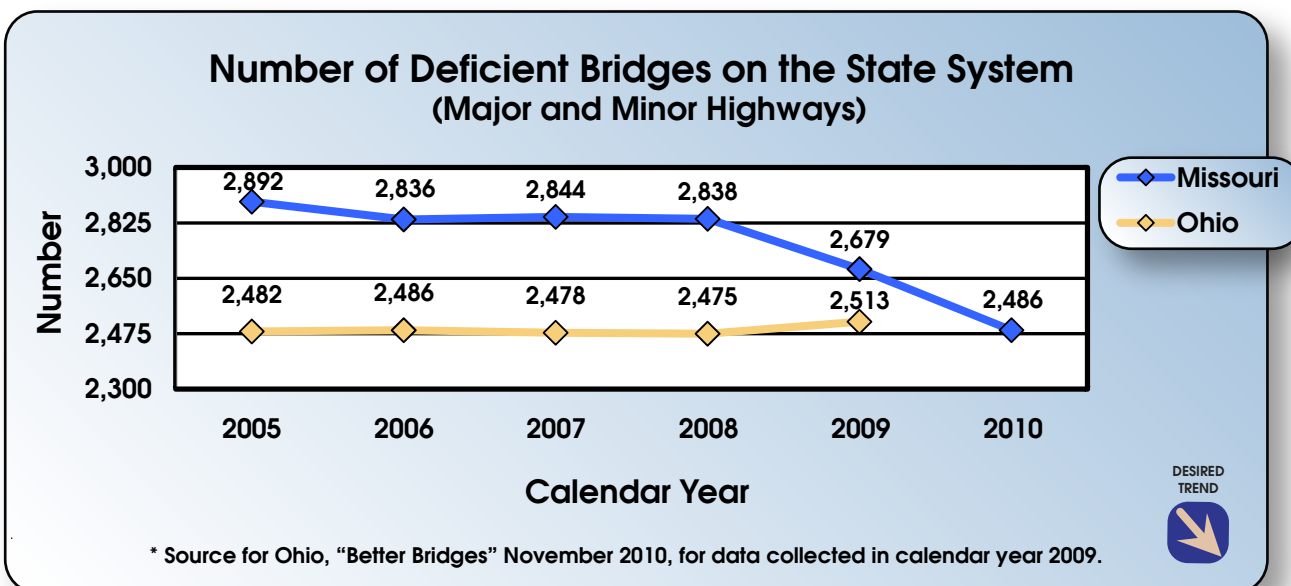 Number of Deficient Bridges on the State System
(Major and Minor Highways)
3,000
2,825
2,650
2,475
2,300
Number
2,892
2,836
2,844
2,838
2,679
2,486
2,482
2,486
2,478
2,475
2,513
Missouri
Ohio
2005
2006
2007
2008
2009
2010
Calendar Year
DESIRED
TREND
* Source for Ohio, “Better Bridges” November 2010, for data collected in calendar year 2009.